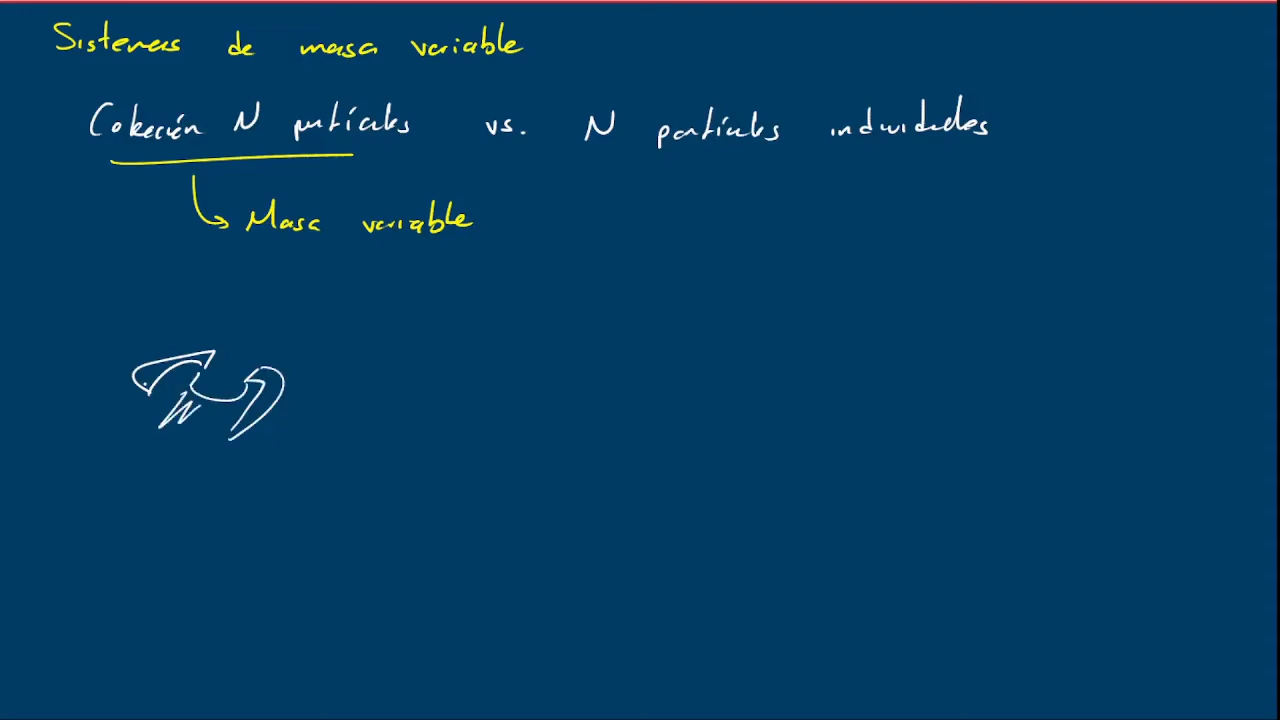 Sistemas de masa variable
Colección N partículas vs. N partículas individuales
Masa variable